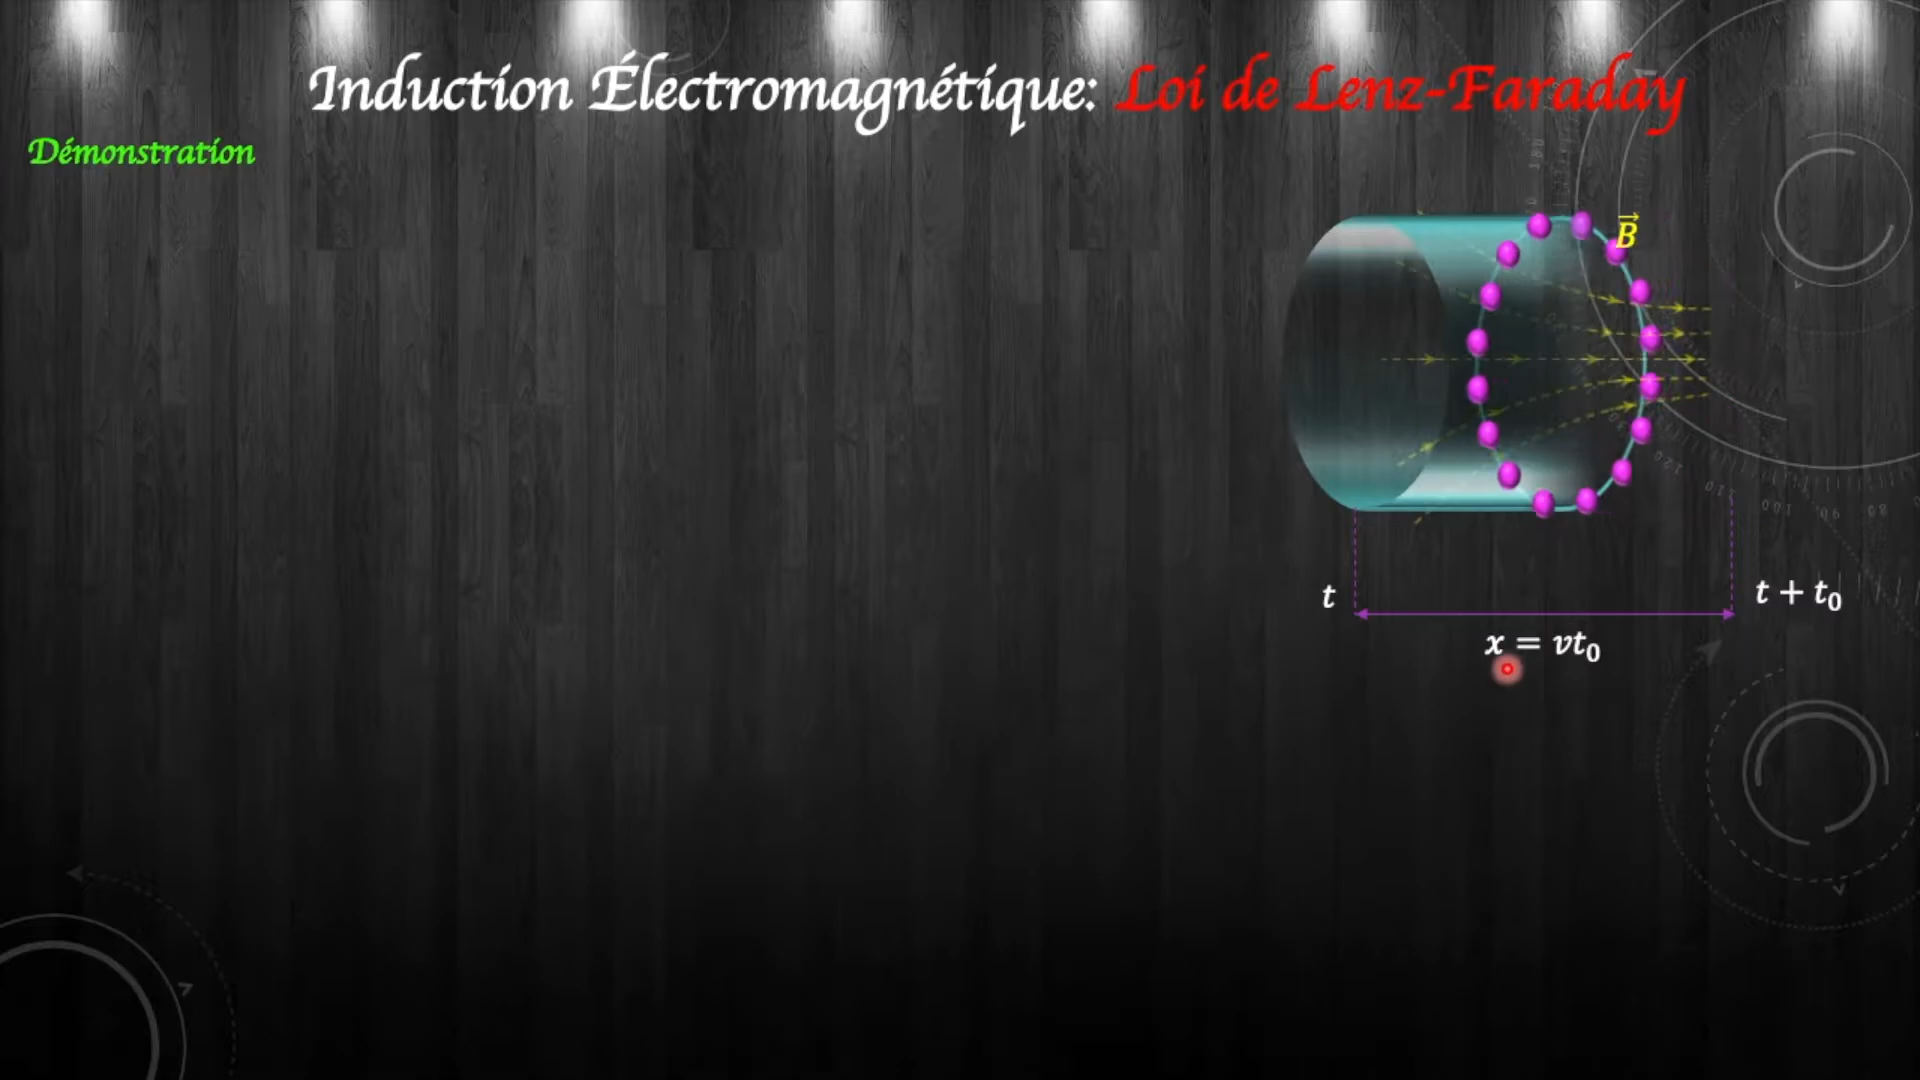 Induction Électromagnétique: Loi de Lenz-Faraday
Démonstration
B⃗
t
t + t₀
x = vt₀